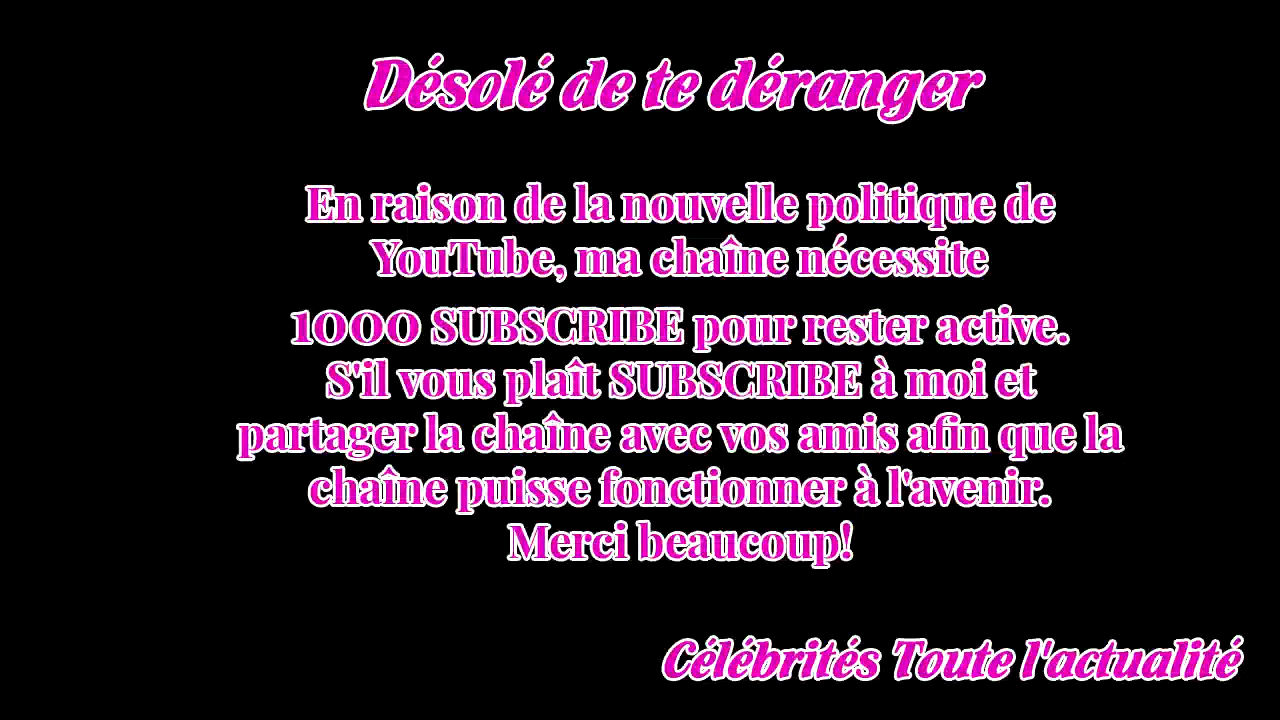 Désolé de te déranger
En raison de la nouvelle politique de
YouTube, ma chaîne nécessite
1000 SUBSCRIBE pour rester active.
S'il vous plaît SUBSCRIBE à moi et
partager la chaîne avec vos amis afin que la
chaîne puisse fonctionner à l'avenir.
Merci beaucoup!
Célébrités Toute l'actualité